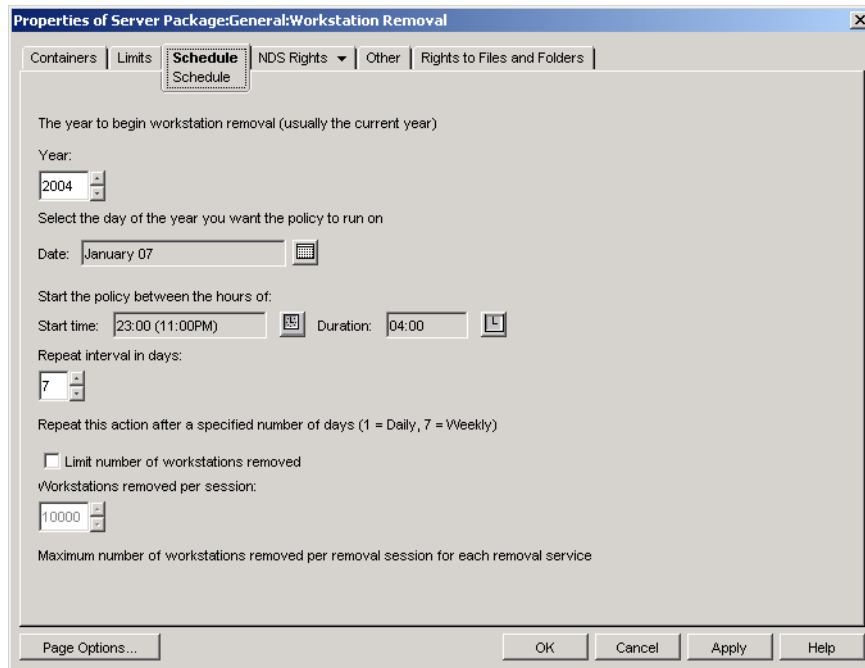 Properties of Server Package:General:Workstation Removal
Containers Limits Schedule NDS Rights Other Rights to Files and Folders
Schedule
The year to begin workstation removal (usually the current year)
Year:
2004
Select the day of the year you want the policy to run on
Date: January 07
Start the policy between the hours of:
Start time: 23:00 (11:00PM) Duration: 04:00
Repeat interval in days:
7
Repeat this action after a specified number of days (1 = Daily, 7 = Weekly)
Limit number of workstations removed
Workstations removed per session:
10000
Maximum number of workstations removed per removal session for each removal service
Page Options... OK Cancel Apply Help